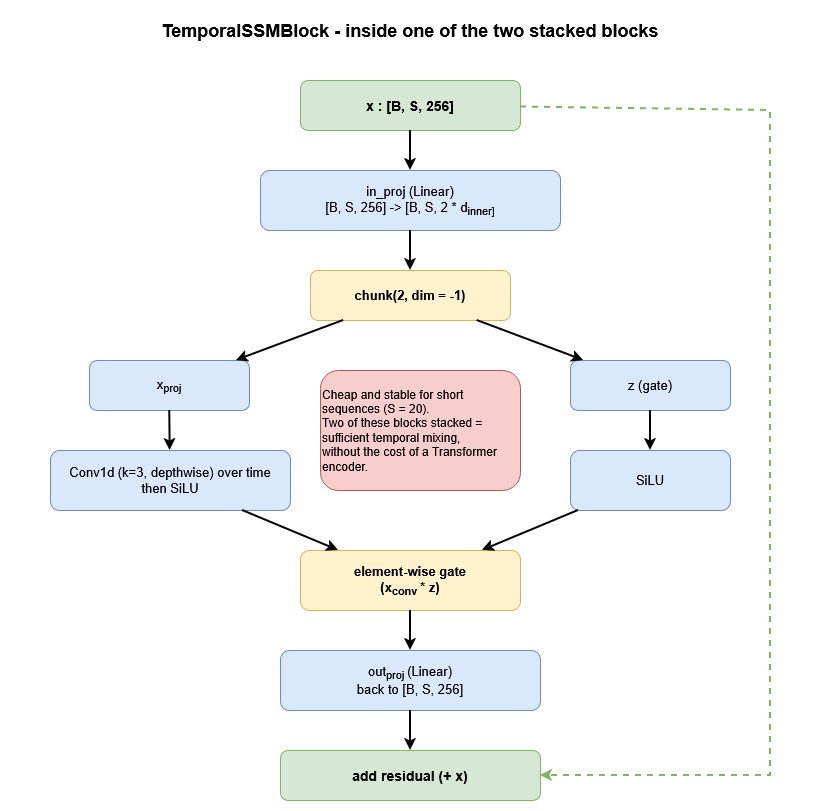 TemporalSSMBlock - inside one of the two stacked blocks
x : [B, S, 256]
in_proj (Linear)
[B, S, 256] -> [B, S, 2 * dinner]
chunk(2, dim = -1)
xproj
z (gate)
Cheap and stable for short
sequences (S = 20).
Two of these blocks stacked =
sufficient temporal mixing,
without the cost of a Transformer
encoder.
Conv1d (k=3, depthwise) over time
then SiLU
SiLU
element-wise gate
(xconv * z)
outproj (Linear)
back to [B, S, 256]
add residual (+ x)